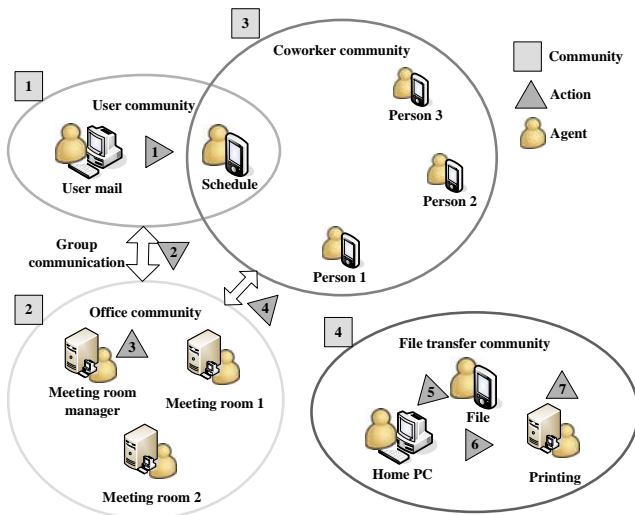 3
Coworker community
Community
Action
Agent
1
User community
Person 3
1
User mail
Schedule
Person 2
Group
communication
2
Person 1
2
Office community
4
3
Meeting room
manager
Meeting room 1
Meeting room 2
4
File transfer community
5
7
File
6
Home PC
Printing